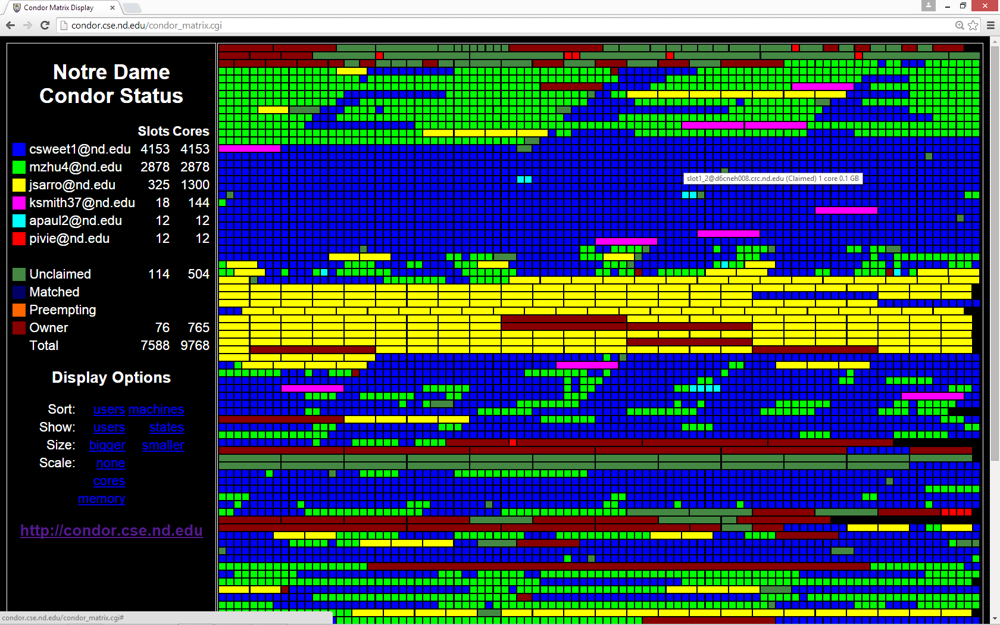 Condor Matrix Display
condor.cse.nd.edu/condor_matrix.cgi
Notre Dame
Condor Status
Slots Cores
csweet1@nd.edu 4153 4153
mzhu4@nd.edu 2878 2878
jsarro@nd.edu 325 1300
ksmith37@nd.edu 18 144
apaul2@nd.edu 12 12
pivie@nd.edu 12 12
Unclaimed 114 504
Matched
Preempting
Owner 76 765
Total 7588 9768
Display Options
Sort: users machines
Show: users states
Size: bigger smaller
Scale: none
cores
memory
http://condor.cse.nd.edu
slot1_2@d6cneh008.crc.nd.edu (Claimed) 1 core 0.1 GB
condor.cse.nd.edu/condor_matrix.cgi#